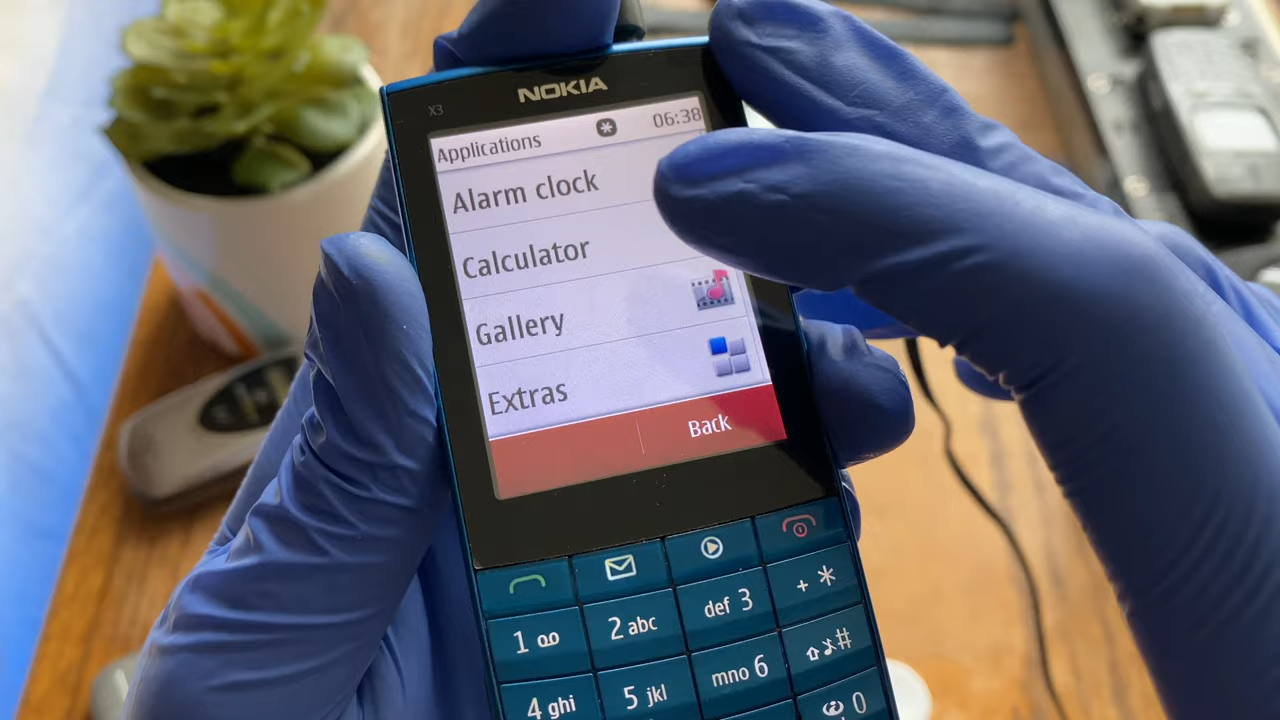 X3
NOKIA
Applications 06:38
Alarm clock
Calculator
Gallery
Extras
Back
1
2 abc
def 3
+ *
4 ghi
5 jkl
mno 6
#
0